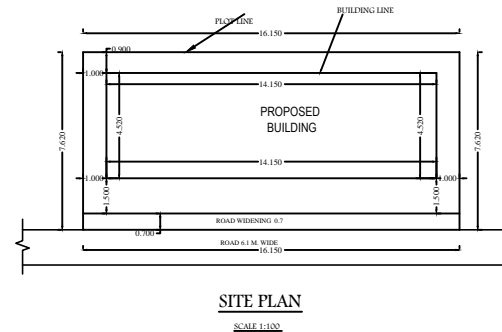 PLOT LINE
BUILDING LINE
16.150
0.900
1.000
14.150
7.620
4.520
PROPOSED
BUILDING
4.520
7.620
14.150
1.000
1.000
1.500
1.500
ROAD WIDENING 0.7
0.700
ROAD 6.1 M. WIDE
16.150
SITE PLAN
SCALE 1:100